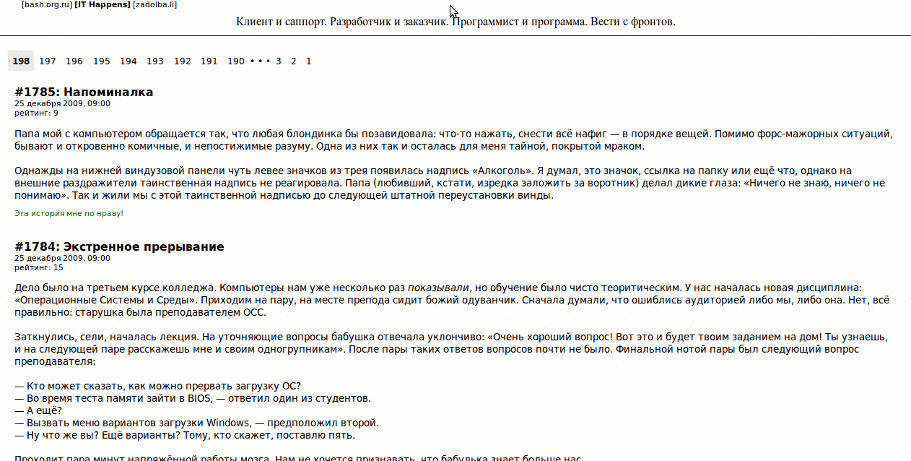 [bash.org.ru] [IT Happens] [zadolba.li]
Клиент и саппорт. Разработчик и заказчик. Программист и программа. Вести с фронтов.
198 197 196 195 194 193 192 191 190 • • • 3 2 1
#1785: Напоминалка
25 декабря 2009, 09:00
рейтинг: 9
Папа мой с компьютером обращается так, что любая блондинка бы позавидовала: что-то нажать, снести всё нафиг — в порядке вещей. Помимо форс-мажорных ситуаций,
бывают и откровенно комичные, и непостижимые разуму. Одна из них так и осталась для меня тайной, покрытой мраком.
Однажды на нижней виндузовой панели чуть левее значков из трея появилась надпись «Алкоголь». Я думал, это значок, ссылка на папку или ещё что, однако на
внешние раздражители таинственная надпись не реагировала. Папа (любивший, кстати, изредка заложить за воротник) делал дикие глаза: «Ничего не знаю, ничего не
понимаю». Так и жили мы с этой таинственной надписью до следующей штатной переустановки винды.
Эта история мне по нраву!
#1784: Экстренное прерывание
25 декабря 2009, 09:00
рейтинг: 15
Дело было на третьем курсе колледжа. Компьютеры нам уже несколько раз показывали, но обучение было чисто теоритическим. У нас началась новая дисциплина:
«Операционные Системы и Среды». Приходим на пару, на месте препода сидит божий одуванчик. Сначала думали, что ошиблись аудиторией либо мы, либо она. Нет, всё
правильно: старушка была преподавателем ОСС.
Заткнулись, сели, началась лекция. На уточняющие вопросы бабушка отвечала уклончиво: «Очень хороший вопрос! Вот это и будет твоим заданием на дом! Ты узнаешь,
и на следующей паре расскажешь мне и своим одногрупникам». После пары таких ответов вопросов почти не было. Финальной нотой пары был следующий вопрос
преподавателя:
— Кто может сказать, как можно прервать загрузку ОС?
— Во время теста памяти зайти в BIOS, — ответил один из студентов.
— А ещё?
— Вызвать меню вариантов загрузки Windows, — предположил второй.
— Ну что же вы? Ещё варианты? Тому, кто скажет, поставлю пять.
Проходит пара минут напряжённой работы мозга. Нам не хочется признавать, что бабулька знает больше нас.